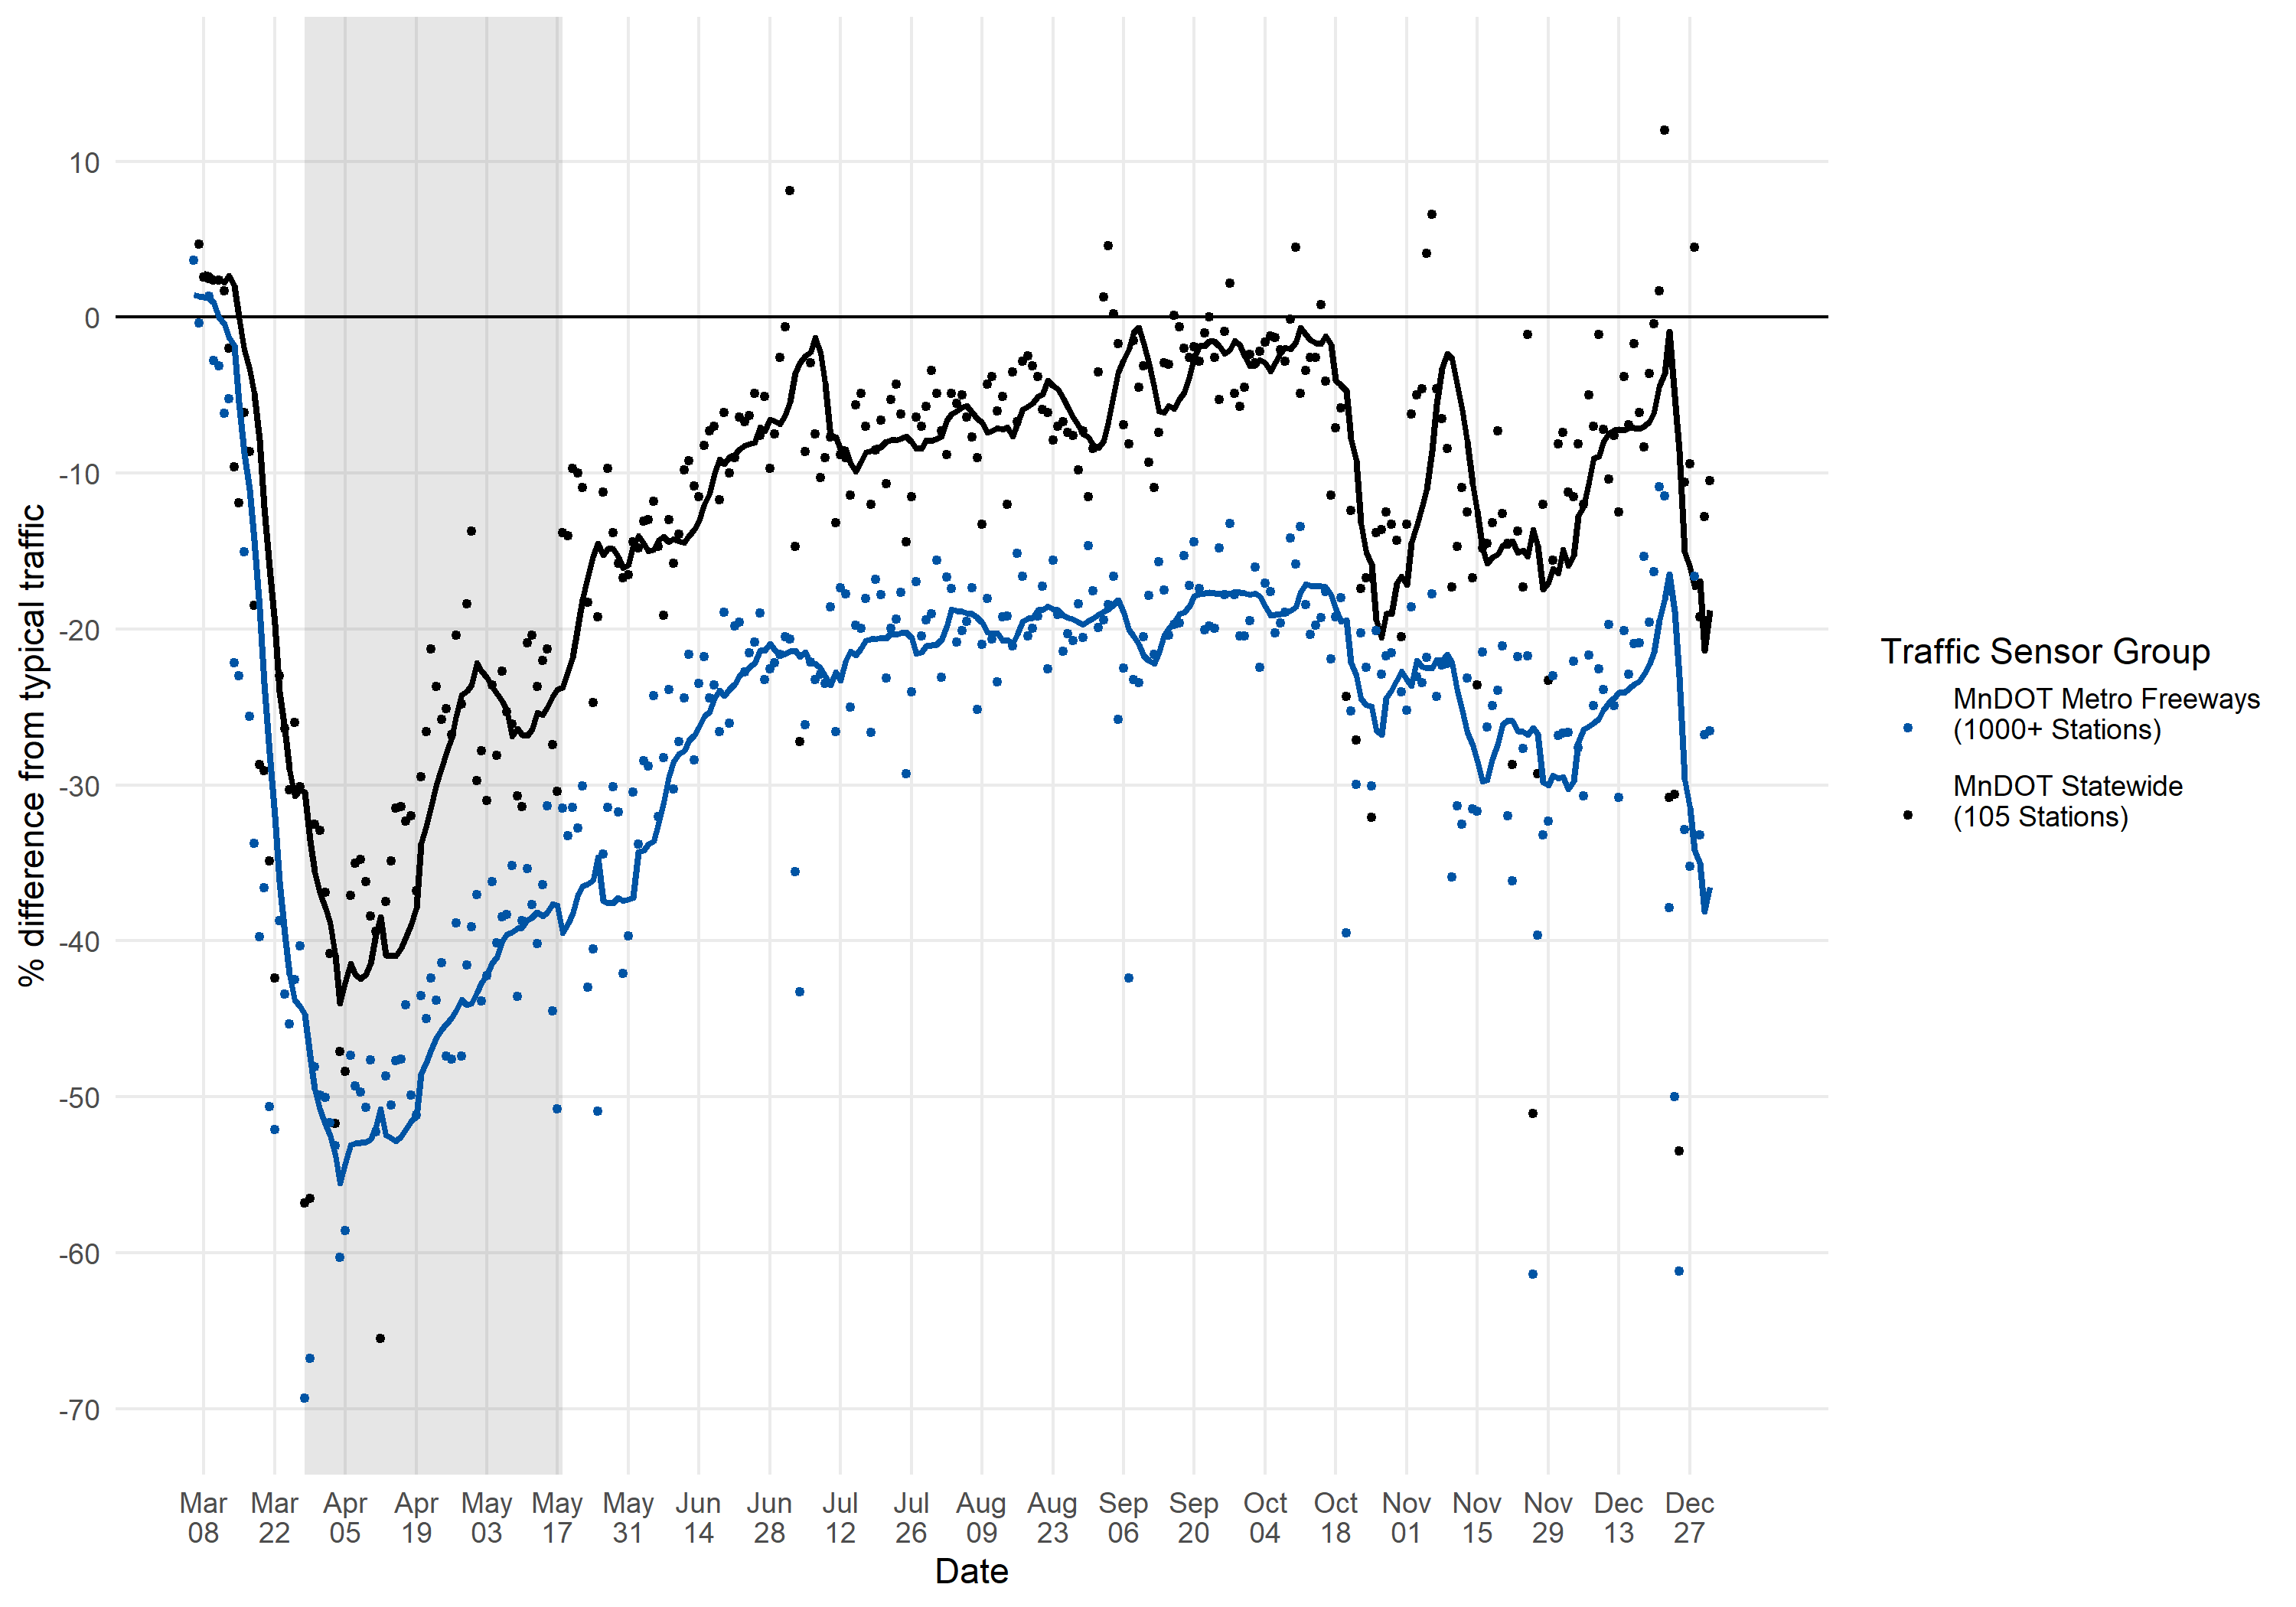 % difference from typical traffic
10
0
-10
-20
-30
-40
-50
-60
-70
Mar Mar Apr Apr May May May Jun Jun Jul Jul Aug Aug Sep Sep Oct Oct Nov Nov Nov Dec Dec
08 22 05 19 03 17 31 14 28 12 26 09 23 06 20 04 18 01 15 29 13 27
Date
Traffic Sensor Group
MnDOT Metro Freeways
(1000+ Stations)
MnDOT Statewide
(105 Stations)